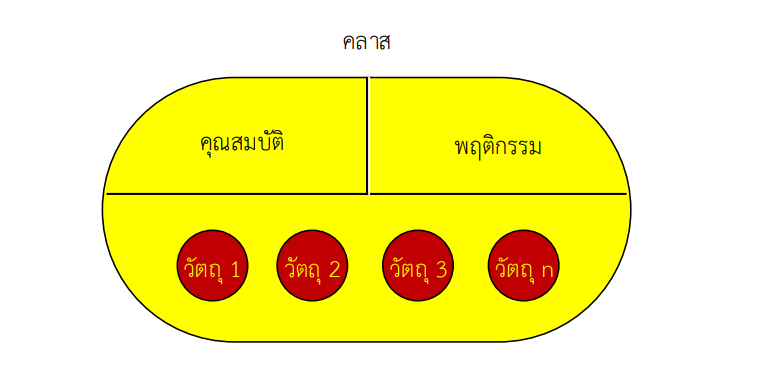 คลาส
คุณสมบัติ
พฤติกรรม
วัตถุ 1
วัตถุ 2
วัตถุ 3
วัตถุ n